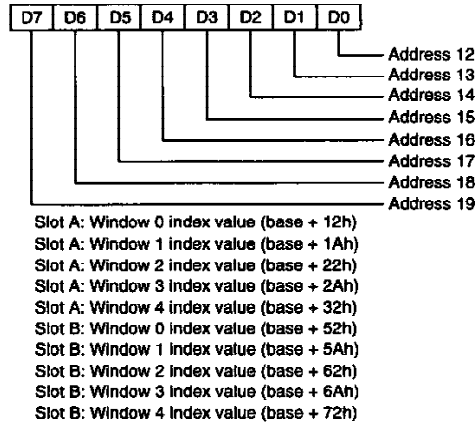 D7 D6 D5 D4 D3 D2 D1 D0
Address 12
Address 13
Address 14
Address 15
Address 16
Address 17
Address 18
Address 19
Slot A: Window 0 index value (base + 12h)
Slot A: Window 1 index value (base + 1Ah)
Slot A: Window 2 index value (base + 22h)
Slot A: Window 3 index value (base + 2Ah)
Slot A: Window 4 index value (base + 32h)
Slot B: Window 0 index value (base + 52h)
Slot B: Window 1 index value (base + 5Ah)
Slot B: Window 2 index value (base + 62h)
Slot B: Window 3 index value (base + 6Ah)
Slot B: Window 4 index value (base + 72h)